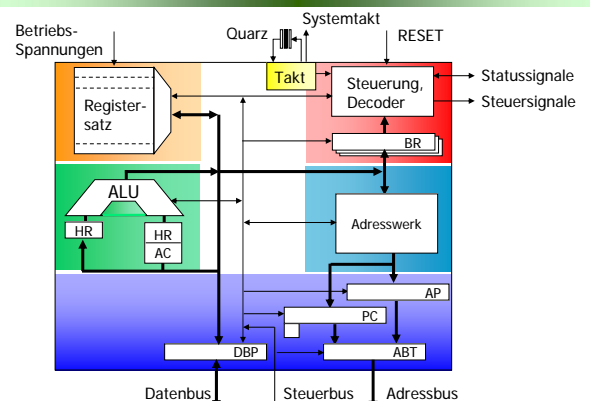 Systemtakt
Betriebs-
Spannungen
Quarz
RESET
Takt
Steuerung,
Decoder
Statussignale
Steuersignale
Register-
satz
BR
ALU
HR
HR
AC
Adresswerk
AP
PC
DBP
ABT
Datenbus
Steuerbus
Adressbus